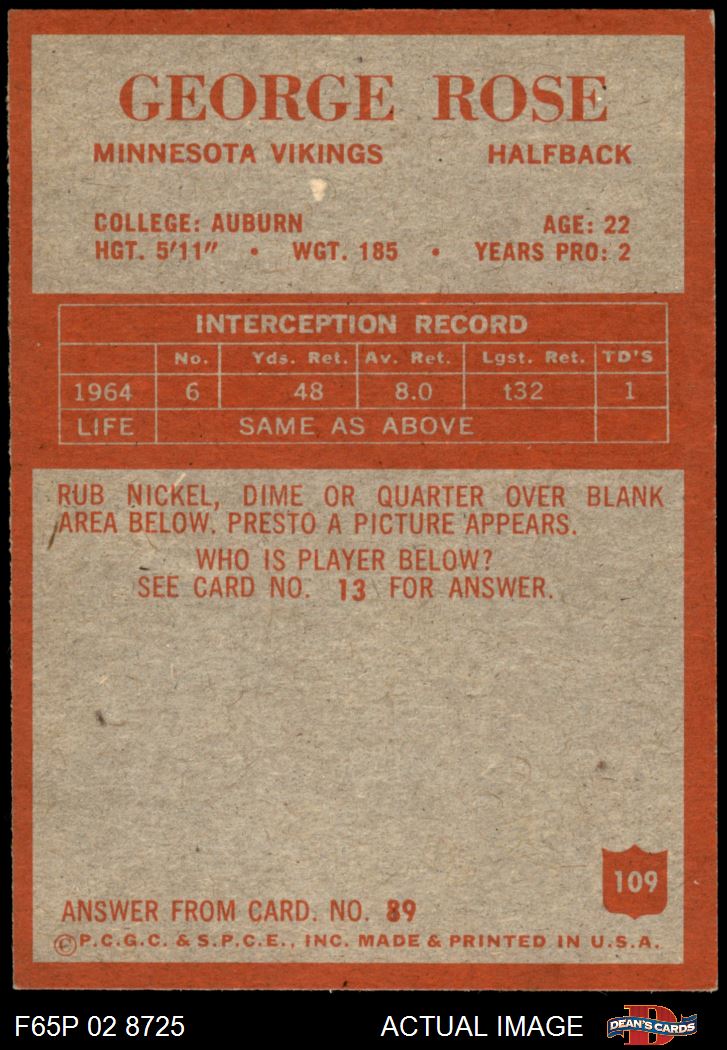 GEORGE ROSE
MINNESOTA VIKINGS HALFBACK
COLLEGE: AUBURN AGE: 22
HGT. 5'11" • WGT. 185 • YEARS PRO: 2
INTERCEPTION RECORD
No. Yds. Ret. Av. Ret. Lgst. Ret. TD'S
1964 6 48 8.0 t32 1
LIFE SAME AS ABOVE
RUB NICKEL, DIME OR QUARTER OVER BLANK
AREA BELOW. PRESTO A PICTURE APPEARS.
WHO IS PLAYER BELOW?
SEE CARD NO. 13 FOR ANSWER.
109
ANSWER FROM CARD. NO. 89
©P.C.G.C. & S.P.C.E., INC. MADE & PRINTED IN U.S.A.
F65P 02 8725 ACTUAL IMAGE D DEAN'S CARDS